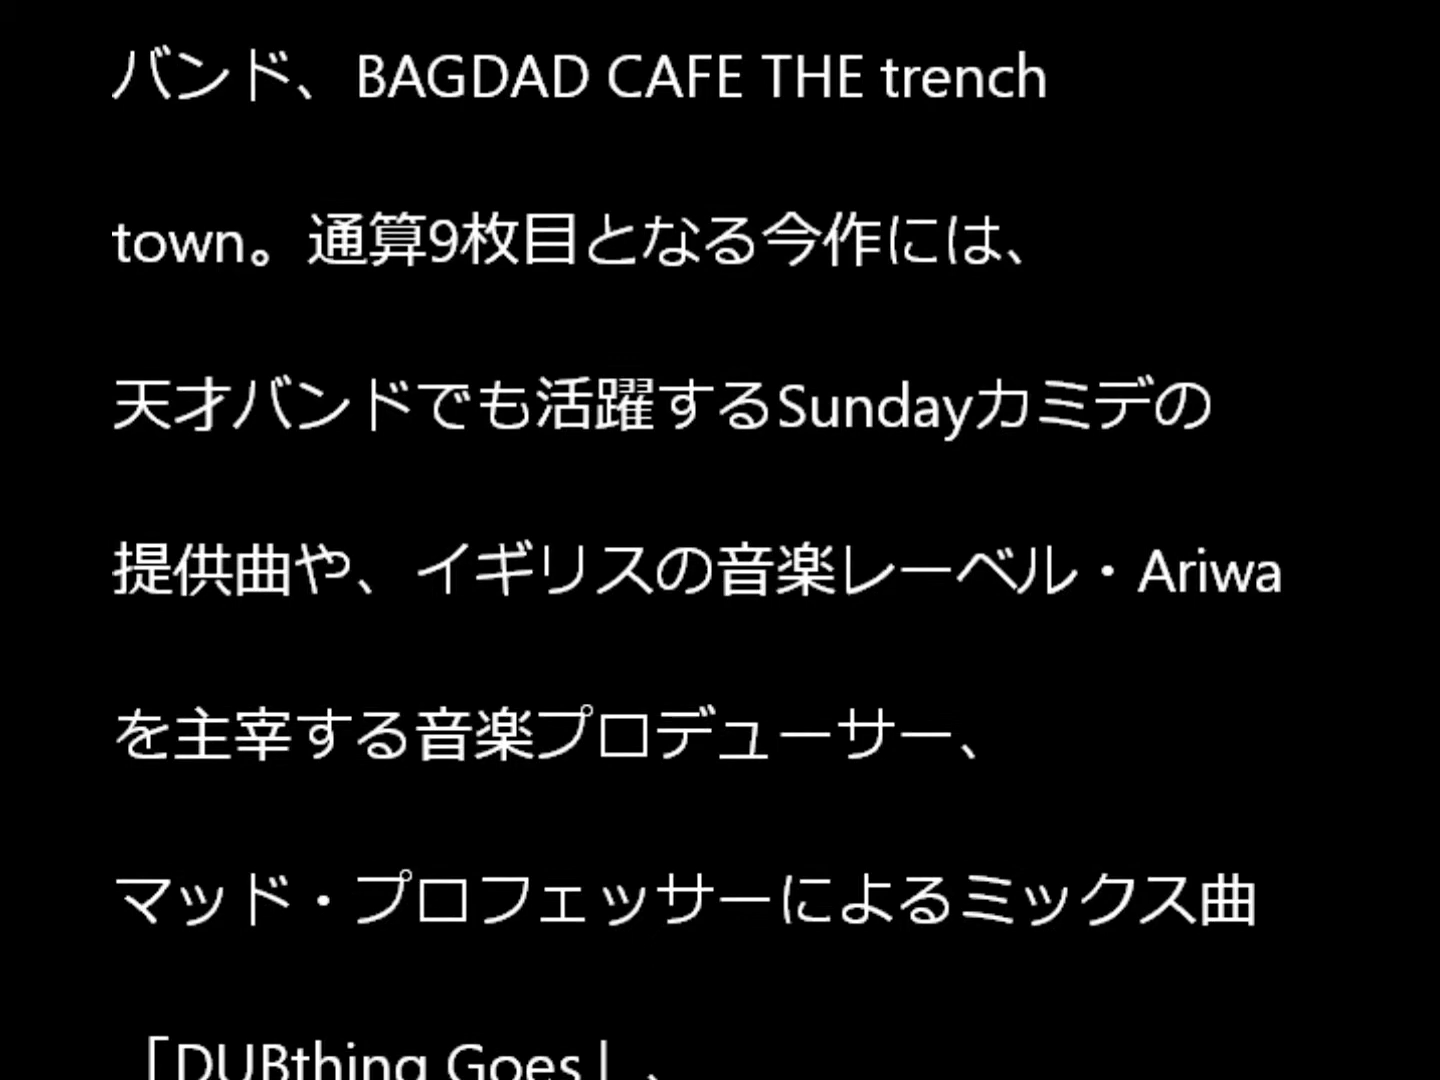 バンド、BAGDAD CAFE THE trench
town。通算9枚目となる今作には、
天才バンドでも活躍するSundayカミデの
提供曲や、イギリスの音楽レーベル・Ariwa
を主宰する音楽プロデューサー、
マッド・プロフェッサーによるミックス曲
「DUBthing Goes」、